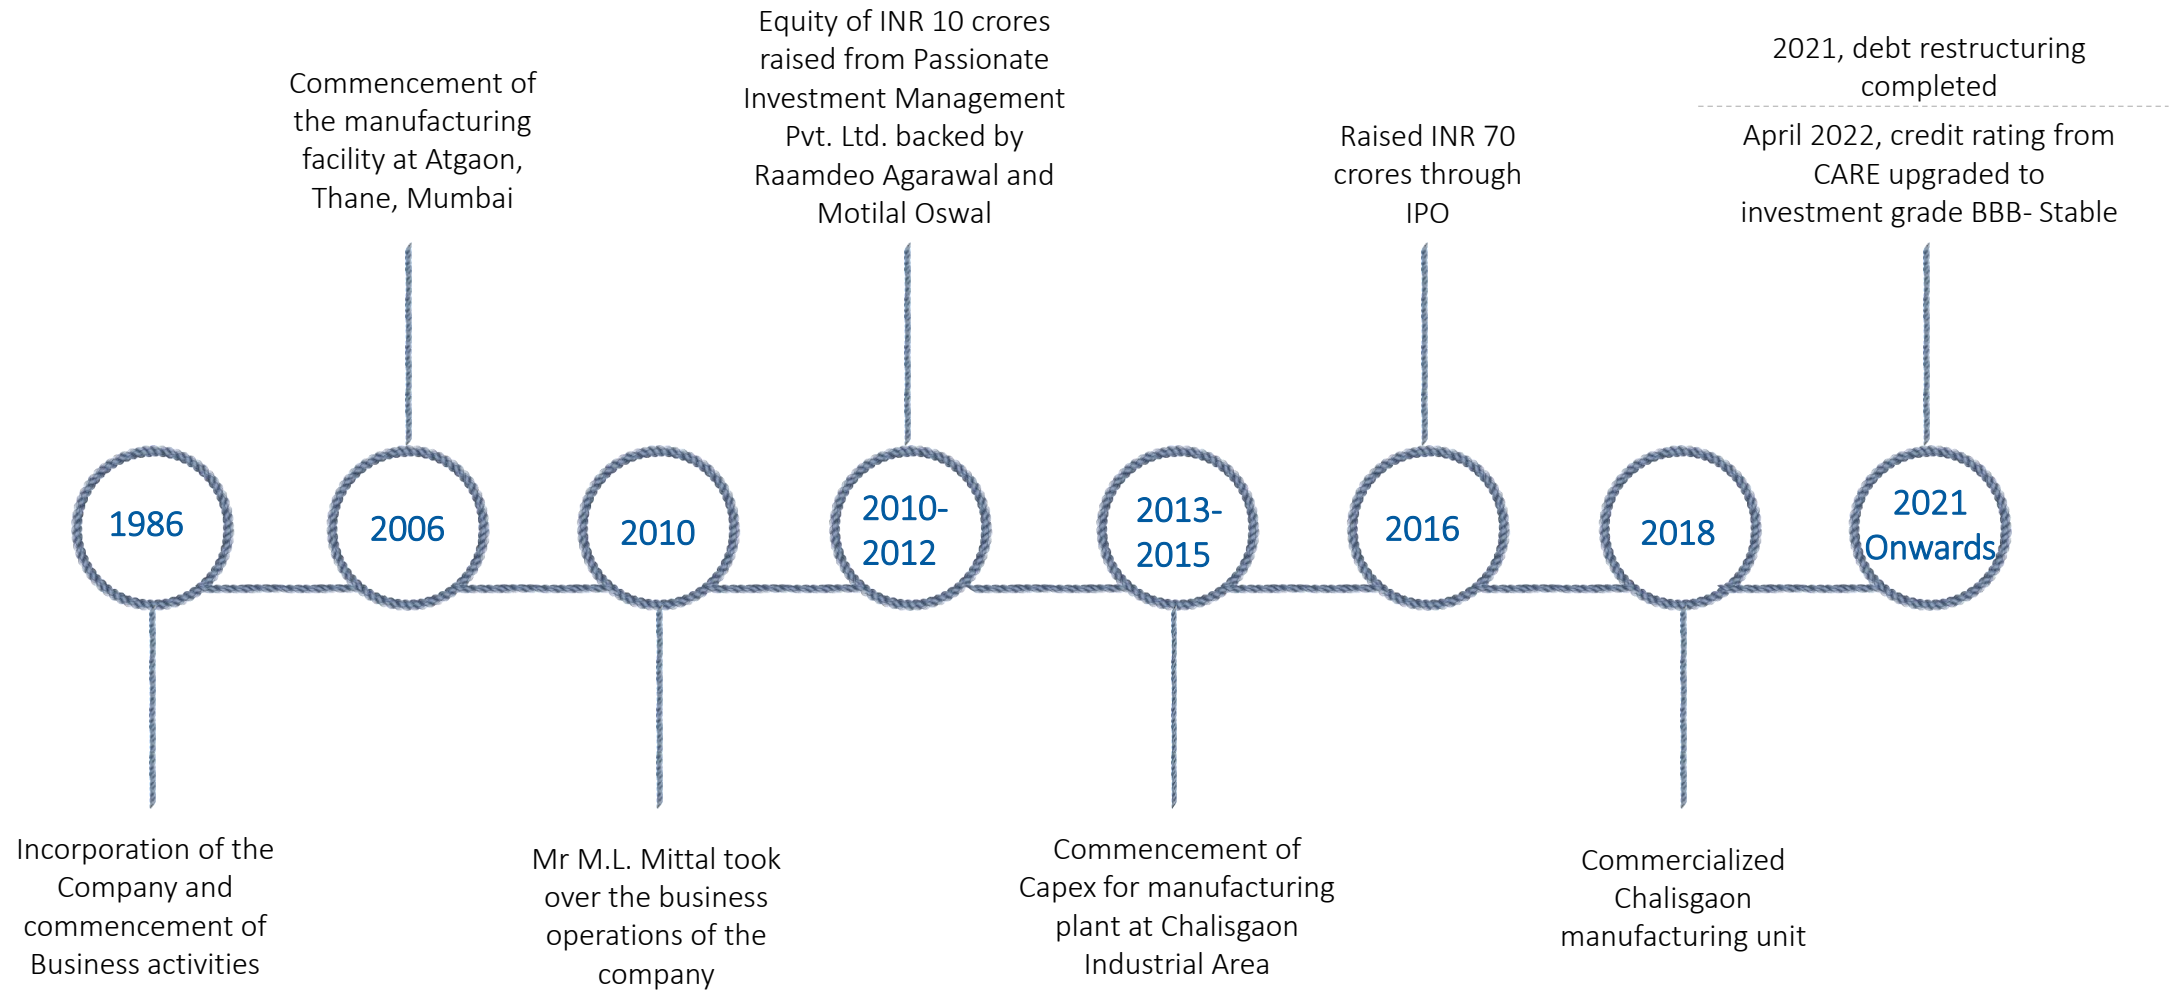 1986
Incorporation of the
Company and
commencement of
Business activities
Commencement of
the manufacturing
facility at Atgaon,
Thane, Mumbai
2006
2010
Mr M.L. Mittal took
over the business
operations of the
company
Equity of INR 10 crores
raised from Passionate
Investment Management
Pvt. Ltd. backed by
Raamdeo Agarawal and
Motilal Oswal
2010-
2012
2013-
2015
Commencement of
Capex for manufacturing
plant at Chalisgaon
Industrial Area
Raised INR 70
crores through
IPO
2016
2018
Commercialized
Chalisgaon
manufacturing unit
2021, debt restructuring
completed
April 2022, credit rating from
CARE upgraded to
investment grade BBB- Stable
2021
Onwards